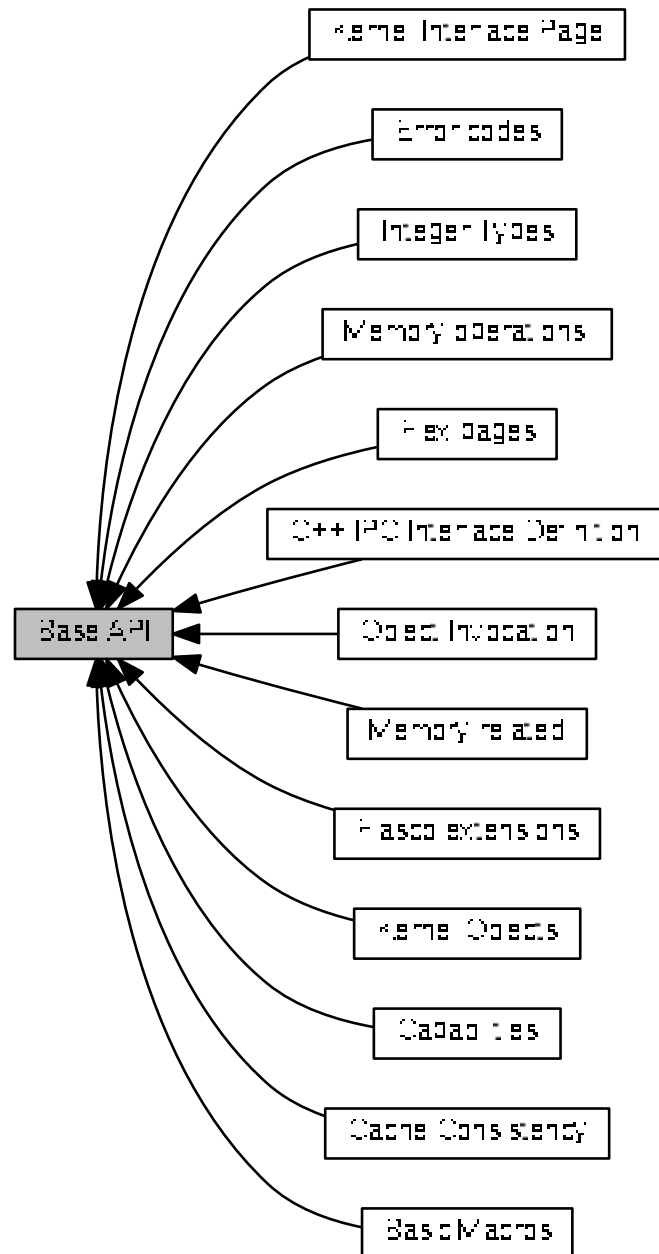 Kernel Interface Page
Error codes
Integer Types
Memory operations
Flex pages
C++ IPC Interface Definition
Base API
Object Invocation
Memory related
Fiasco extensions
Kernel Objects
Capabilities
Cache Consistency
Basic Macros